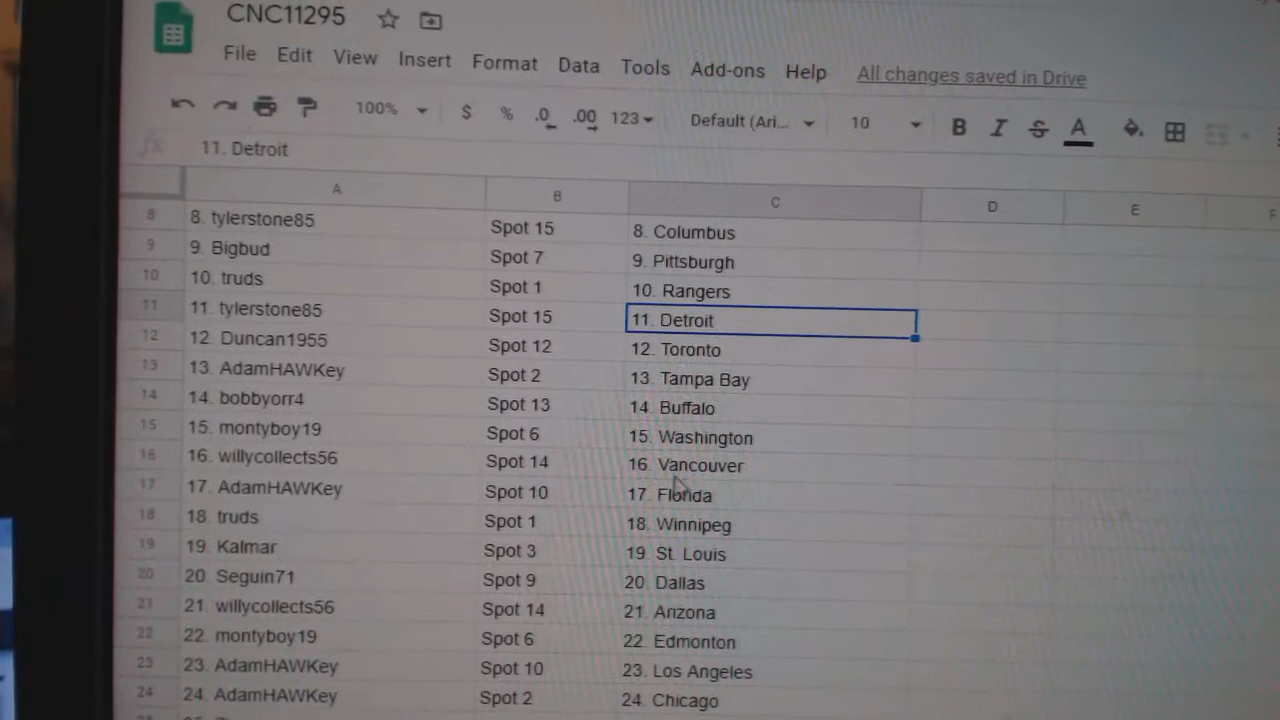 CNC11295
File Edit View Insert Format Data Tools Add-ons Help All changes saved in Drive
100% $ % .0 .00 123 Default (Ari... 10 B I S A
fx 11. Detroit
A B C D E F
8 8. tylerstone85 Spot 15 8. Columbus
9 9. Bigbud Spot 7 9. Pittsburgh
10 10. truds Spot 1 10. Rangers
11 11. tylerstone85 Spot 15 11. Detroit
12 12. Duncan1955 Spot 12 12. Toronto
13 13. AdamHAWKey Spot 2 13. Tampa Bay
14 14. bobbyorr4 Spot 13 14. Buffalo
15 15. montyboy19 Spot 6 15. Washington
16 16. willycollects56 Spot 14 16. Vancouver
17 17. AdamHAWKey Spot 10 17. Florida
18 18. truds Spot 1 18. Winnipeg
19 19. Kalmar Spot 3 19. St. Louis
20 20. Seguin71 Spot 9 20. Dallas
21 21. willycollects56 Spot 14 21. Arizona
22 22. montyboy19 Spot 6 22. Edmonton
23 23. AdamHAWKey Spot 10 23. Los Angeles
24 24. AdamHAWKey Spot 2 24. Chicago